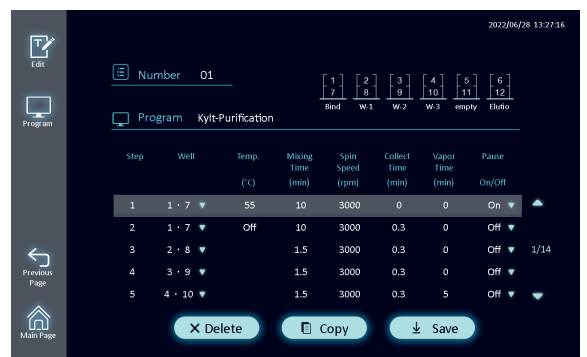 2022/06/28 13:27:16
Edit
Number 01
1 2 3 4 5 6
7 8 9 10 11 12
Bind W-1 W-2 W-3 empty Elutio
Program
Program Kylt-Purification
Step Well Temp. Mixing Spin Collect Vapor Pause
Time Speed Time Time
(°C) (min) (rpm) (min) (min) On/Off
1 1 · 7 55 10 3000 0 0 On
2 1 · 7 Off 10 3000 0.3 0 Off
3 2 · 8 1.5 3000 0.3 0 Off 1/14
4 3 · 9 1.5 3000 0.3 0 Off
5 4 · 10 1.5 3000 0.3 5 Off
Previous
Page
Main Page
Delete Copy Save